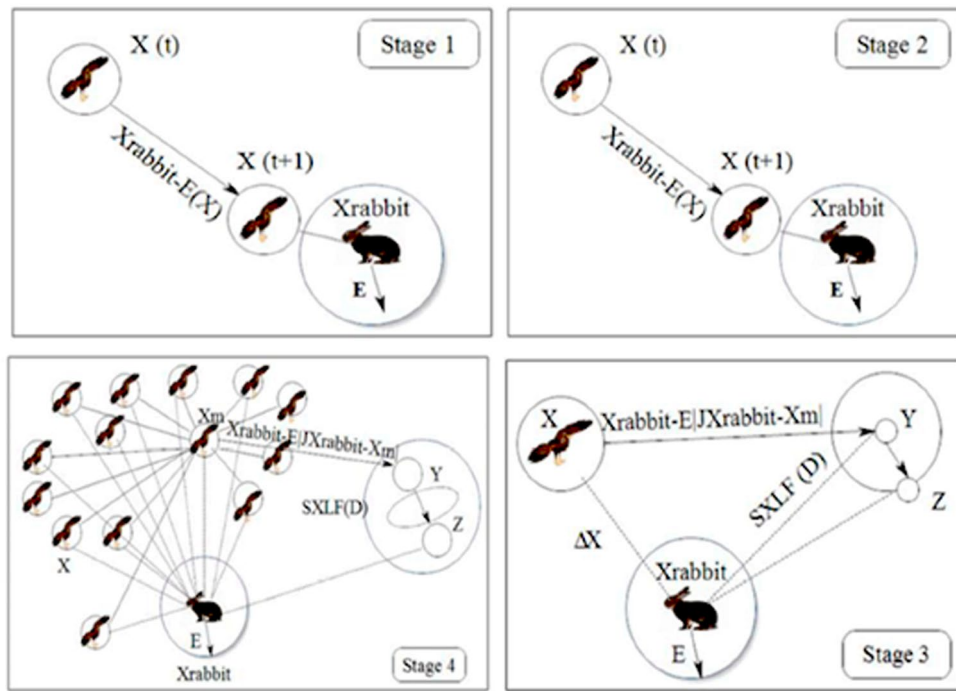 X (t)
Stage 1
Xrabbit-E(X)
X (t+1)
Xrabbit
E
X (t)
Stage 2
Xrabbit-E(X)
X (t+1)
Xrabbit
E
Xm
Xrabbit-E|JXrabbit-Xm|
Y
SXLF(D)
Z
X
E
Xrabbit
Stage 4
X
Xrabbit-E|JXrabbit-Xm|
Y
SXLF(D)
Z
ΔX
Xrabbit
E
Stage 3